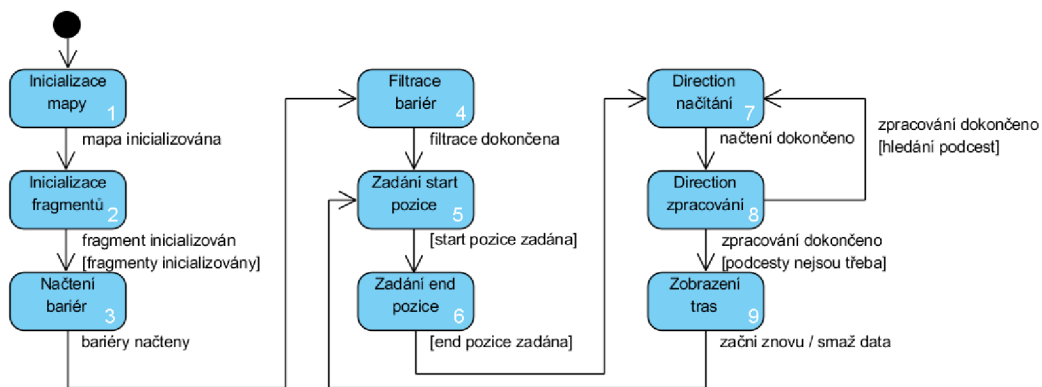 Inicializace
mapy
1
mapa inicializována
Inicializace
fragmentů
2
fragment inicializován
[fragmenty inicializovány]
Načtení
bariér
3
bariéry načteny
Filtrace
bariér
4
filtrace dokončena
Zadání start
pozice
5
[start pozice zadána]
Zadání end
pozice
6
[end pozice zadána]
Direction
načítání
7
načtení dokončeno
zpracování dokončeno
[hledání podcest]
Direction
zpracování
8
zpracování dokončeno
[podcesty nejsou třeba]
Zobrazení
tras
9
začni znovu / smaž data